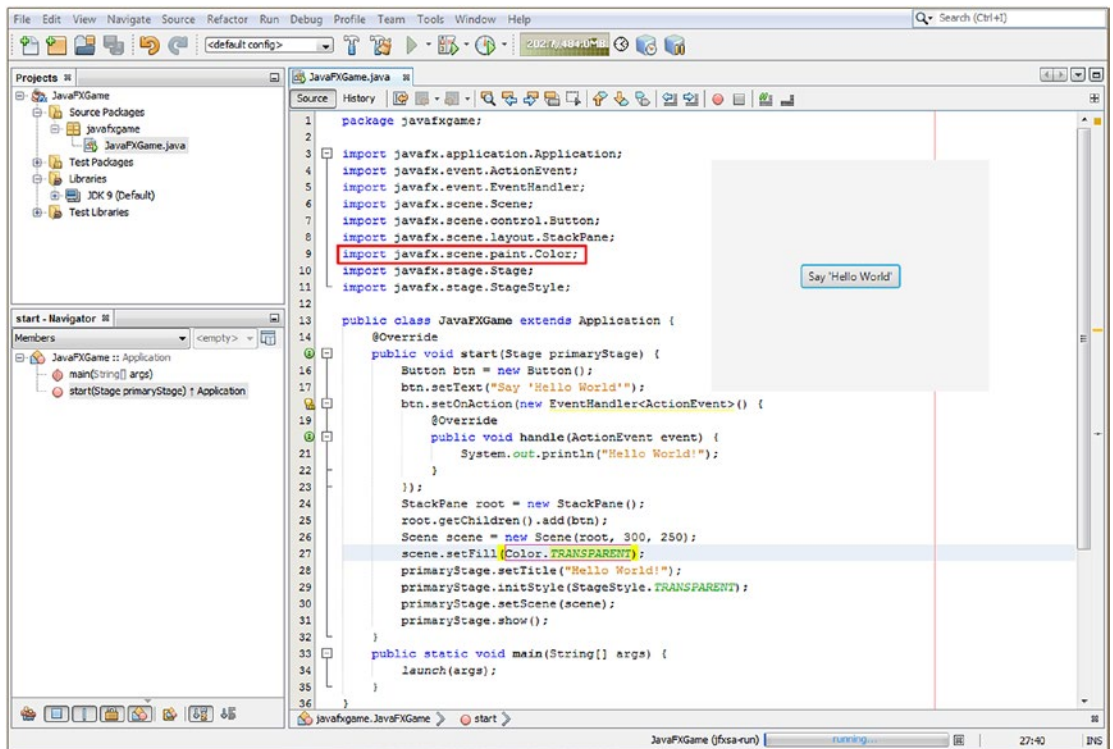 File Edit View Navigate Source Refactor Run Debug Profile Team Tools Window Help
Search (Ctrl+I)
<default config>
Projects
JavaFXGame
Source Packages
javafxgame
JavaFXGame.java
Test Packages
Libraries
JDK 9 (Default)
Test Libraries
start - Navigator
Members <empty>
JavaFXGame :: Application
main(String[] args)
start(Stage primaryStage) ↑ Application
JavaFXGame.java
Source History
1 package javafxgame;
2
3 import javafx.application.Application;
4 import javafx.event.ActionEvent;
5 import javafx.event.EventHandler;
6 import javafx.scene.Scene;
7 import javafx.scene.control.Button;
8 import javafx.scene.layout.StackPane;
9 import javafx.scene.paint.Color;
10 import javafx.stage.Stage;
11 import javafx.stage.StageStyle;
12
13 public class JavaFXGame extends Application {
14 @Override
public void start(Stage primaryStage) {
16 Button btn = new Button();
17 btn.setText("Say 'Hello World'");
btn.setOnAction(new EventHandler<ActionEvent>() {
19 @Override
public void handle(ActionEvent event) {
21 System.out.println("Hello World!");
22 }
23 });
24 StackPane root = new StackPane();
25 root.getChildren().add(btn);
26 Scene scene = new Scene(root, 300, 250);
27 scene.setFill(Color.TRANSPARENT);
28 primaryStage.setTitle("Hello World!");
29 primaryStage.initStyle(StageStyle.TRANSPARENT);
30 primaryStage.setScene(scene);
31 primaryStage.show();
32 }
33 public static void main(String[] args) {
34 launch(args);
35 }
36 }
Say 'Hello World'
javafxgame.JavaFXGame start
JavaFXGame (jfxsa-run) running... 27:40 INS